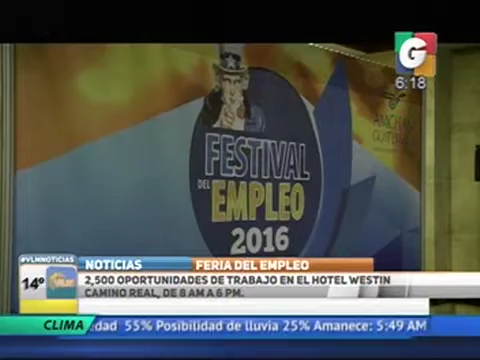 G
6:18
AMCHAM
FESTIVAL
DEL EMPLEO
2016
#VLMNOTICIAS
NOTICIAS
FERIA DEL EMPLEO
14º
2,500 OPORTUNIDADES DE TRABAJO EN EL HOTEL WESTIN
CAMINO REAL, DE 8 AM A 6 PM.
CLIMA
edad 55% Posibilidad de lluvia 25% Amanece: 5:49 AM